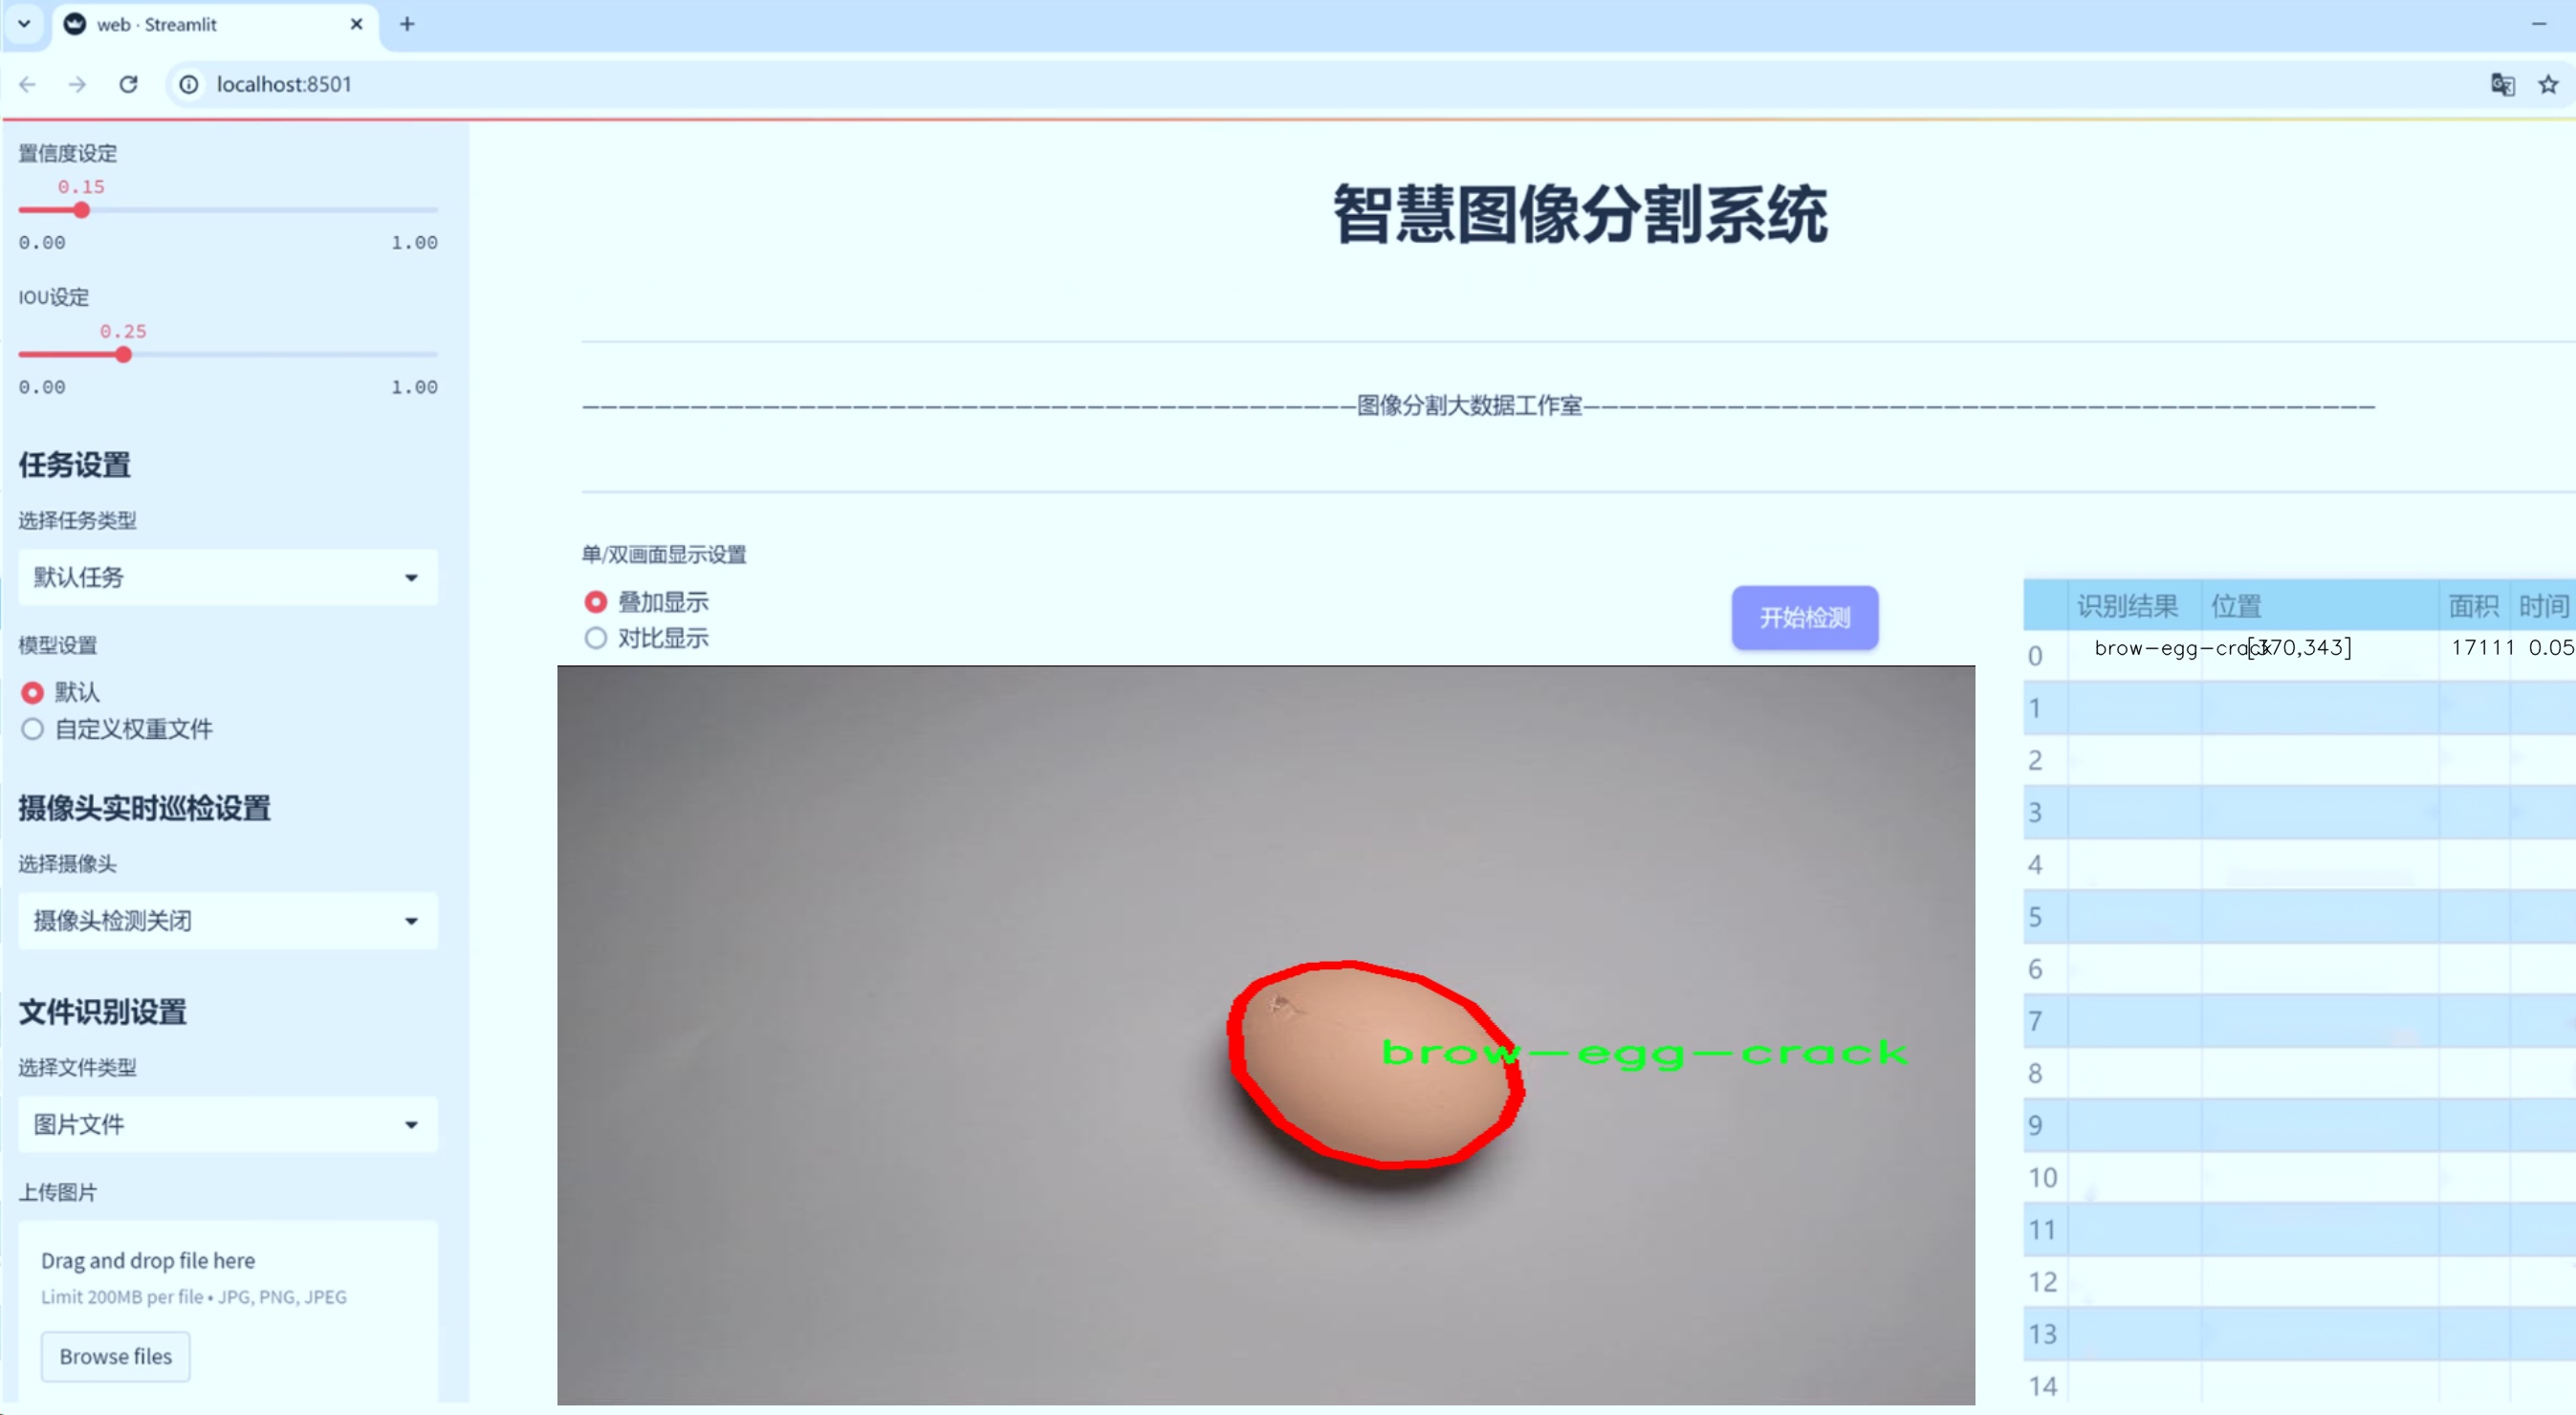 web · Streamlit
localhost:8501
置信度设定
0.15
0.00 1.00
IOU设定
0.25
0.00 1.00
任务设置
选择任务类型
默认任务
模型设置
默认
自定义权重文件
摄像头实时巡检设置
选择摄像头
摄像头检测关闭
文件识别设置
选择文件类型
图片文件
上传图片
Drag and drop file here
Limit 200MB per file • JPG, PNG, JPEG
Browse files
智慧图像分割系统
———————————————————————————————————————————图像分割大数据工作室————————————————————————————————————————————
单/双画面显示设置
叠加显示
对比显示
开始检测
brow-egg-crack
识别结果 位置 面积 时间
0 brow-egg-crack [370,343] 17111 0.05
1
2
3
4
5
6
7
8
9
10
11
12
13
14